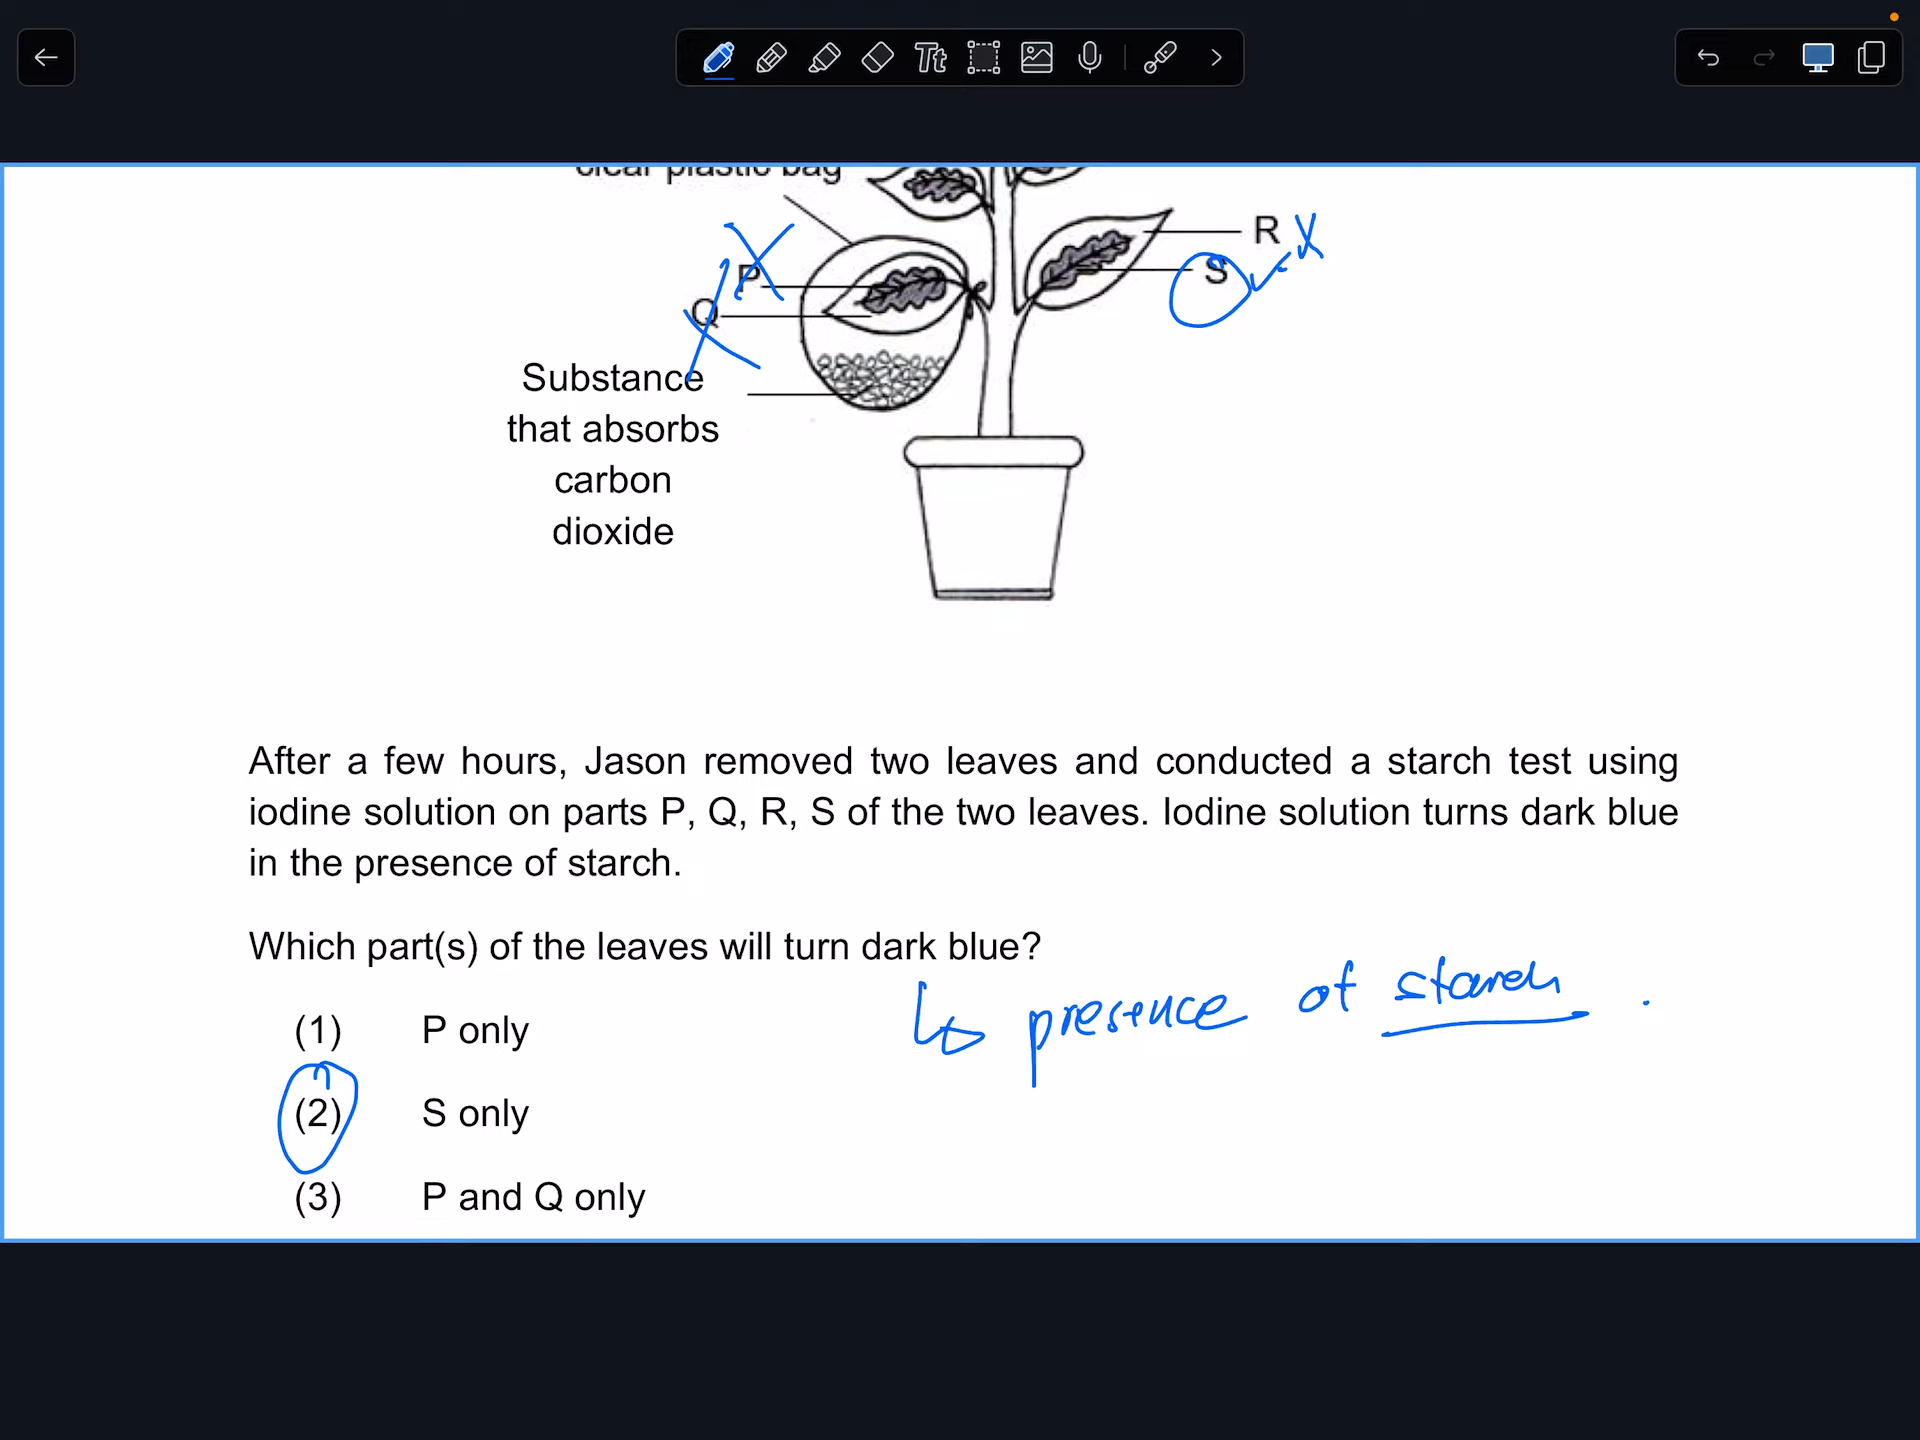 Tt
clear plastic bag
R X
P
S
Q
Substance
that absorbs
carbon
dioxide
After a few hours, Jason removed two leaves and conducted a starch test using
iodine solution on parts P, Q, R, S of the two leaves. Iodine solution turns dark blue
in the presence of starch.
Which part(s) of the leaves will turn dark blue?
presence of starch .
(1) P only
(2) S only
(3) P and Q only